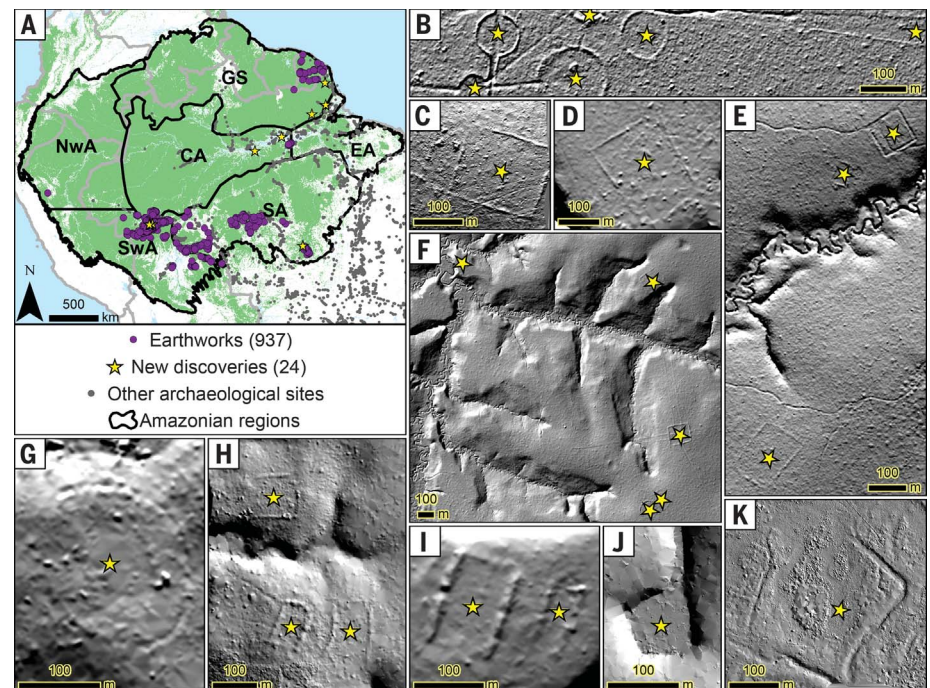 A
GS
NwA
CA
EA
SA
SwA
N
500
km
Earthworks (937)
New discoveries (24)
Other archaeological sites
Amazonian regions
B
100
m
C
100 m
D
100 m
E
100 m
F
100
m
G
100 m
H
100 m
I
100 m
J
100 m
K
100 m